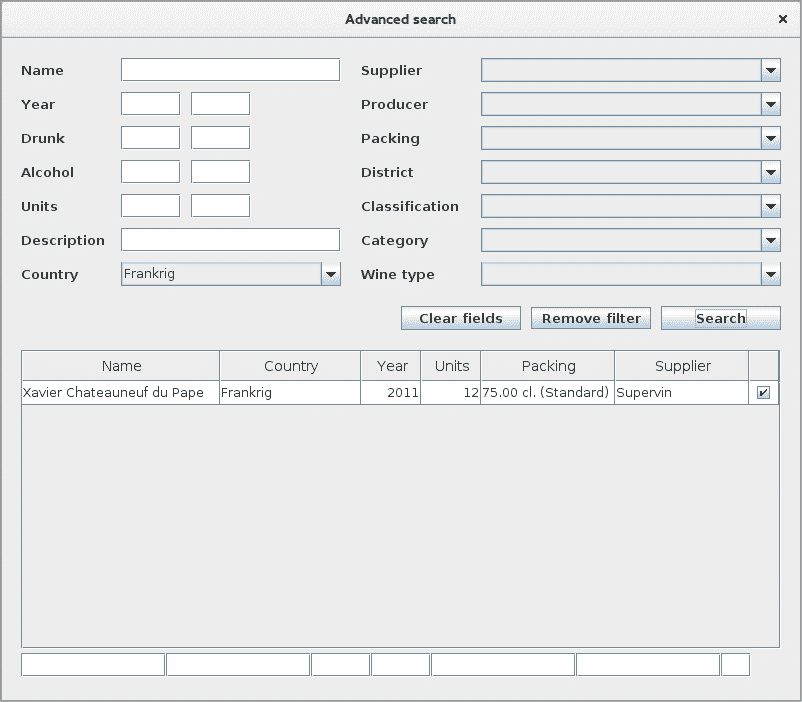 Advanced search
Name
Supplier
Year
Producer
Drunk
Packing
Alcohol
District
Units
Classification
Description
Category
Country Frankrig
Wine type
Clear fields Remove filter Search
Name Country Year Units Packing Supplier
Xavier Chateauneuf du Pape Frankrig 2011 12 75.00 cl. (Standard) Supervin